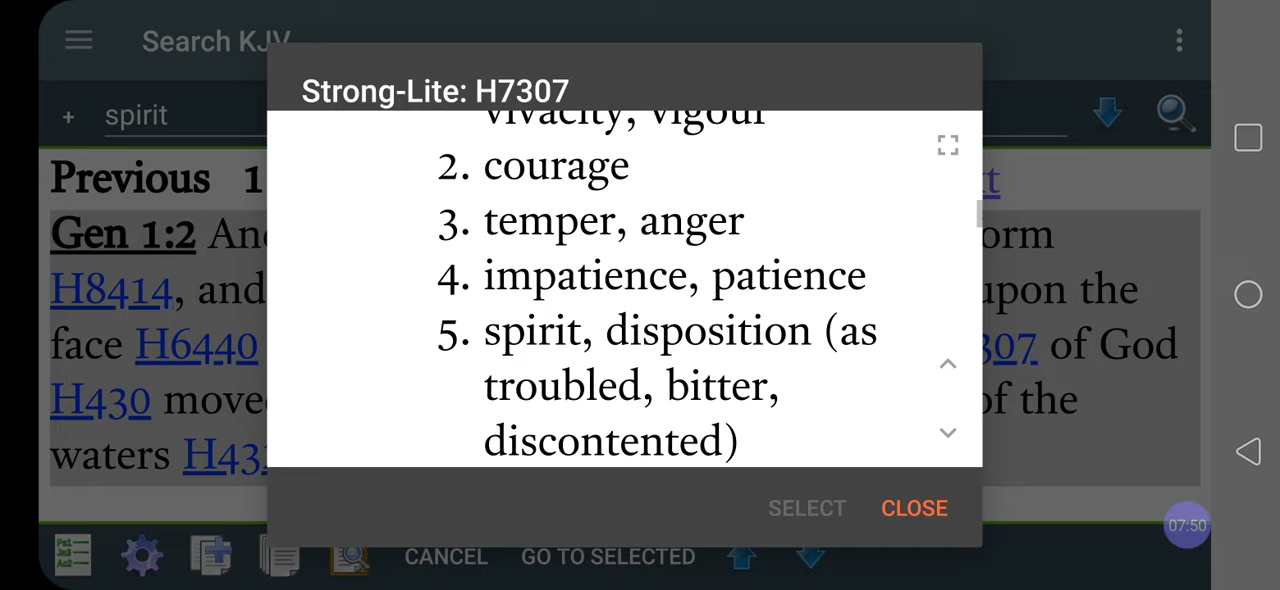 Search KJV
Strong-Lite: H7307
+ spirit
vivacity, vigour
2. courage
3. temper, anger
4. impatience, patience
5. spirit, disposition (as
troubled, bitter,
discontented)
Previous 1
Gen 1:2 And
H8414, and
upon the
face H6440
of God
H430
of the
waters
SELECT CLOSE
07:50
CANCEL GO TO SELECTED